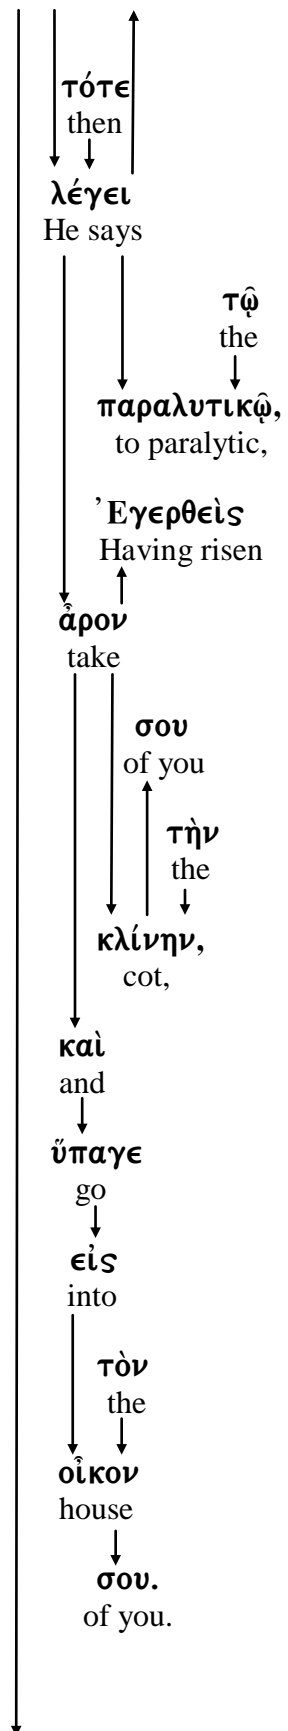 τότε
then
λέγει
He says
τῷ
the
παραλυτικῷ,
to paralytic,
Ἐγερθεὶς
Having risen
ἆρον
take
σου
of you
τὴν
the
κλίνην,
cot,
καὶ
and
ὕπαγε
go
εἰς
into
τὸν
the
οἶκον
house
σου.
of you.